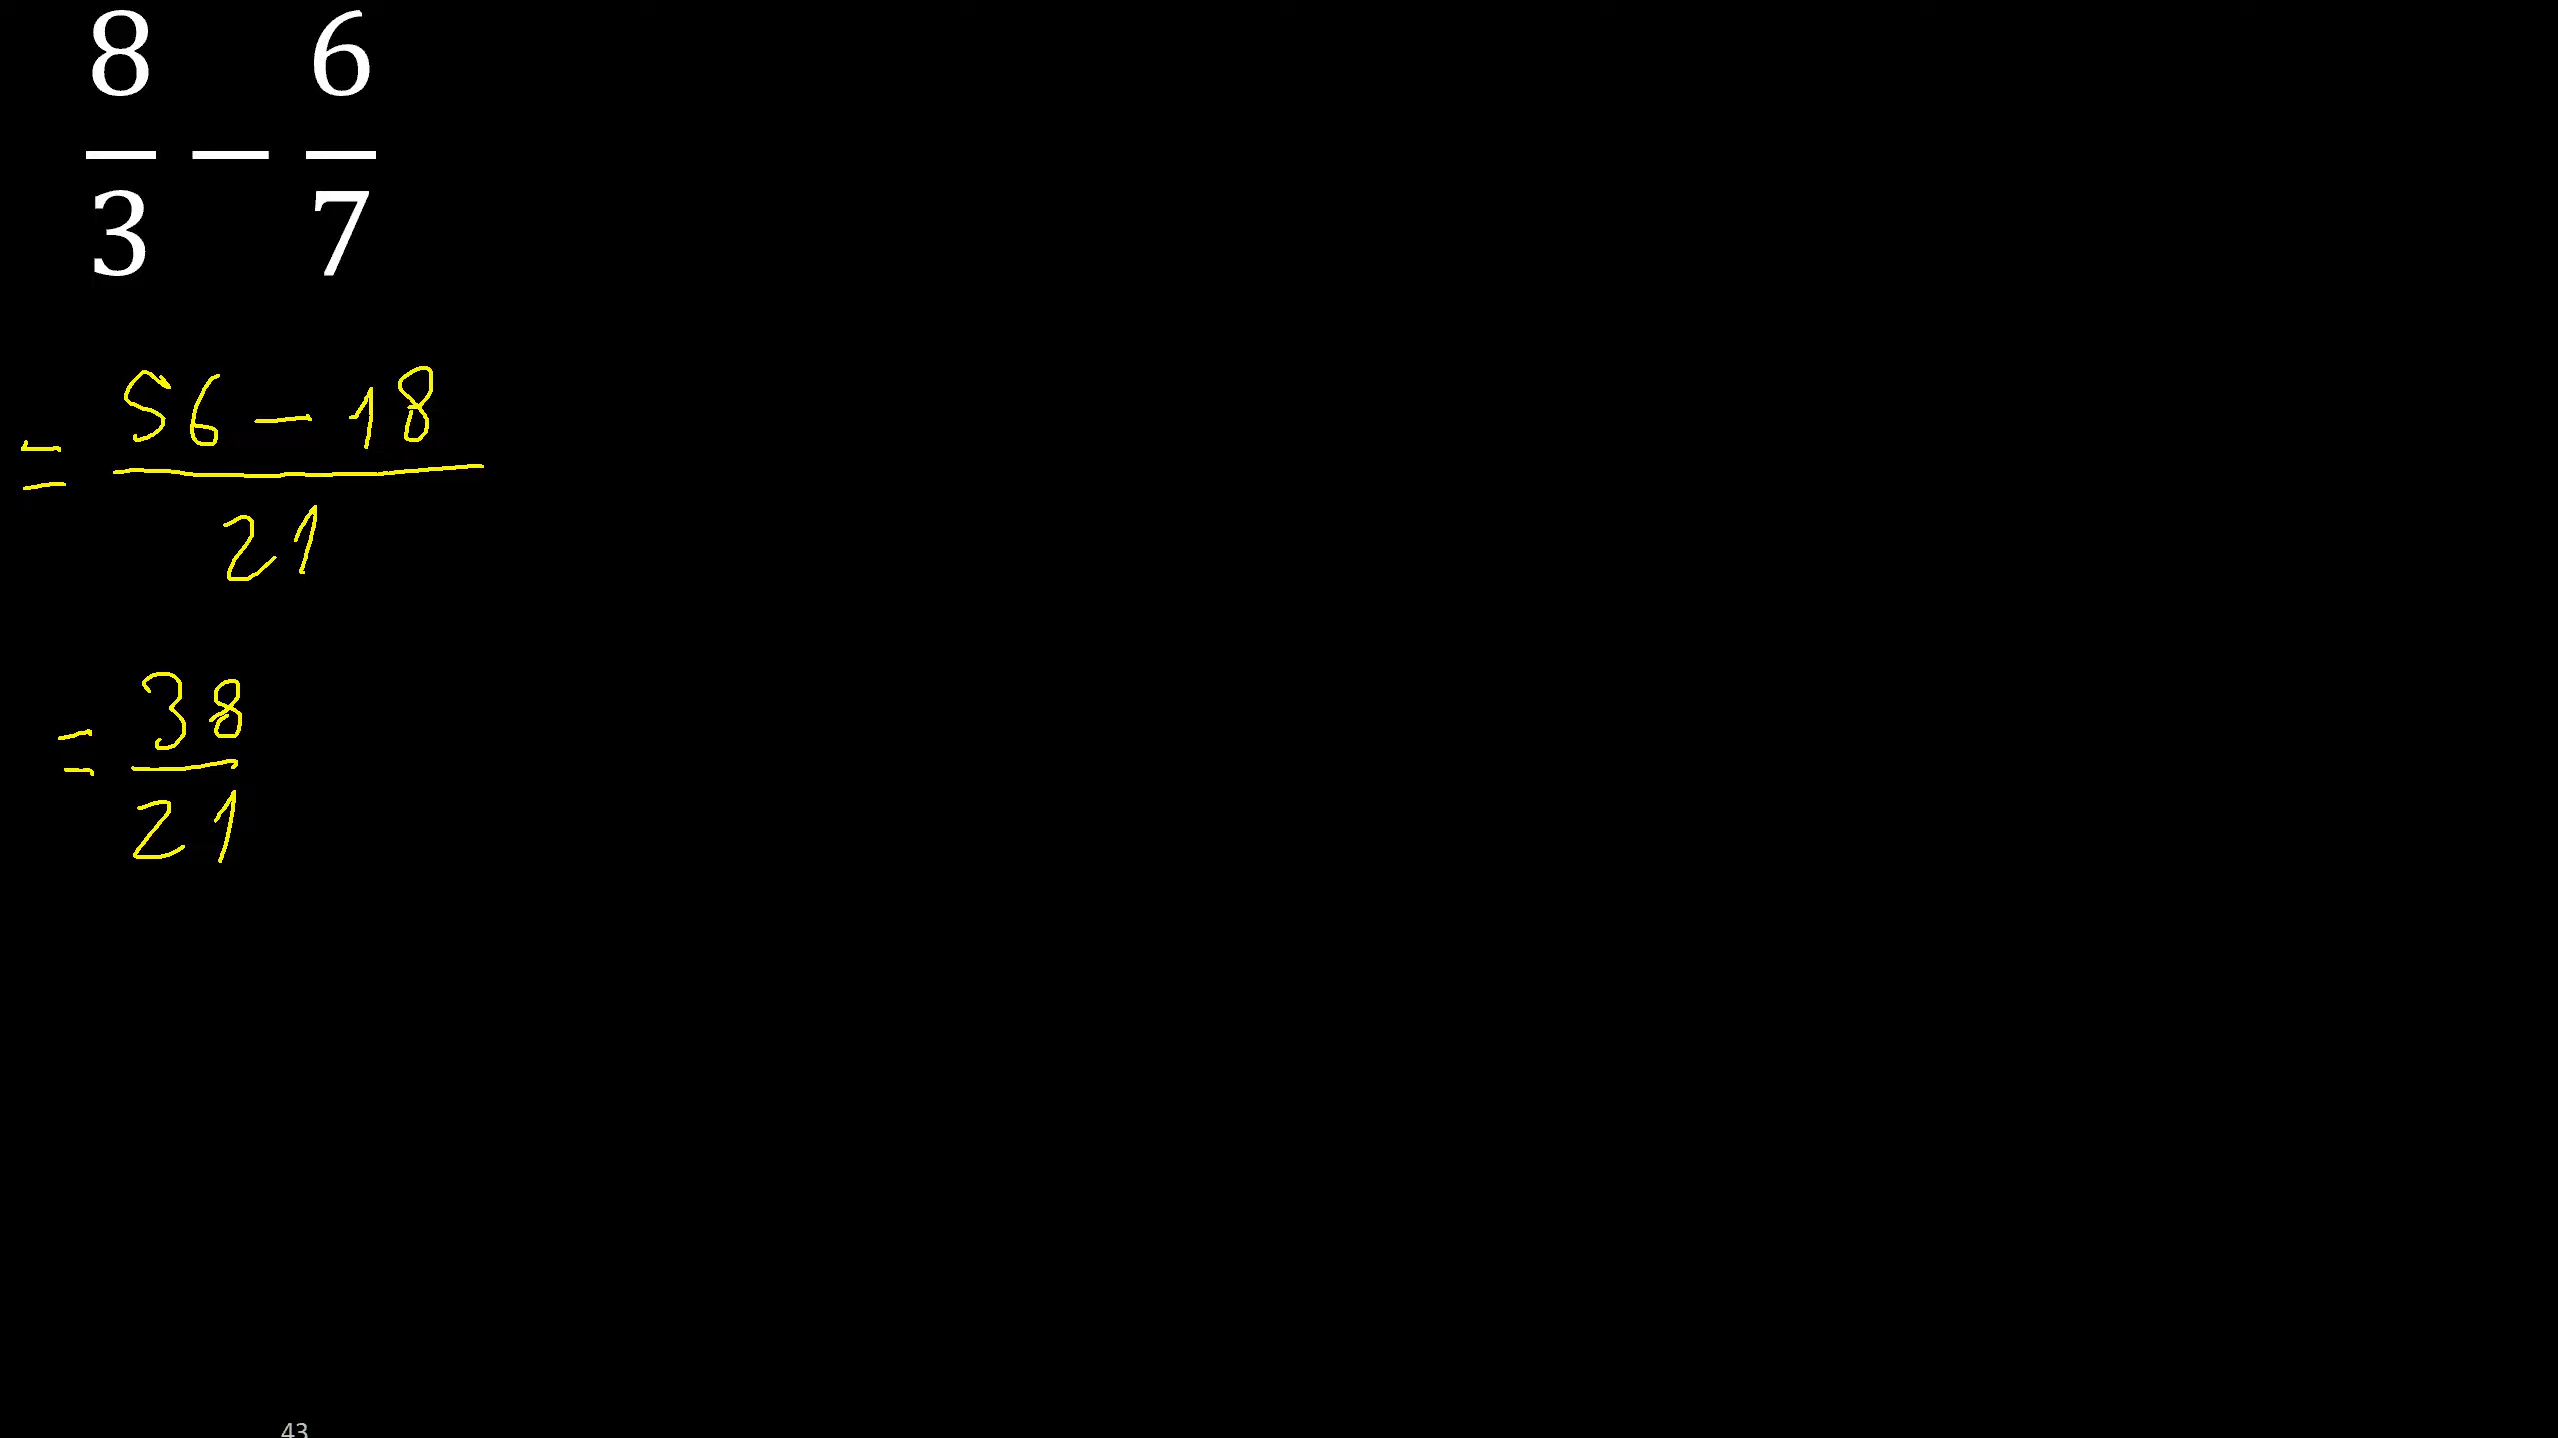 8/3 − 6/7
= (56 − 18)/21
= 38/21
43